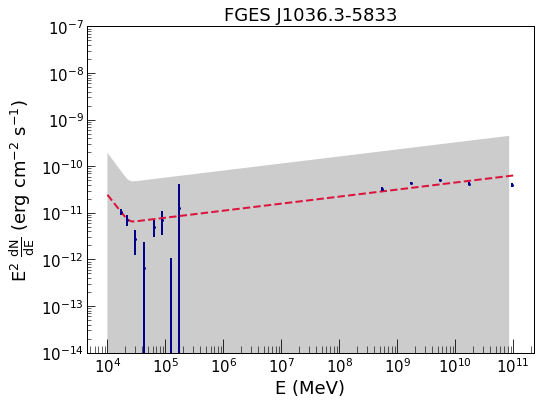 FGES J1036.3-5833
E² dN/dE (erg cm⁻² s⁻¹)
10⁻⁷
10⁻⁸
10⁻⁹
10⁻¹⁰
10⁻¹¹
10⁻¹²
10⁻¹³
10⁻¹⁴
10⁴ 10⁵ 10⁶ 10⁷ 10⁸ 10⁹ 10¹⁰ 10¹¹
E (MeV)